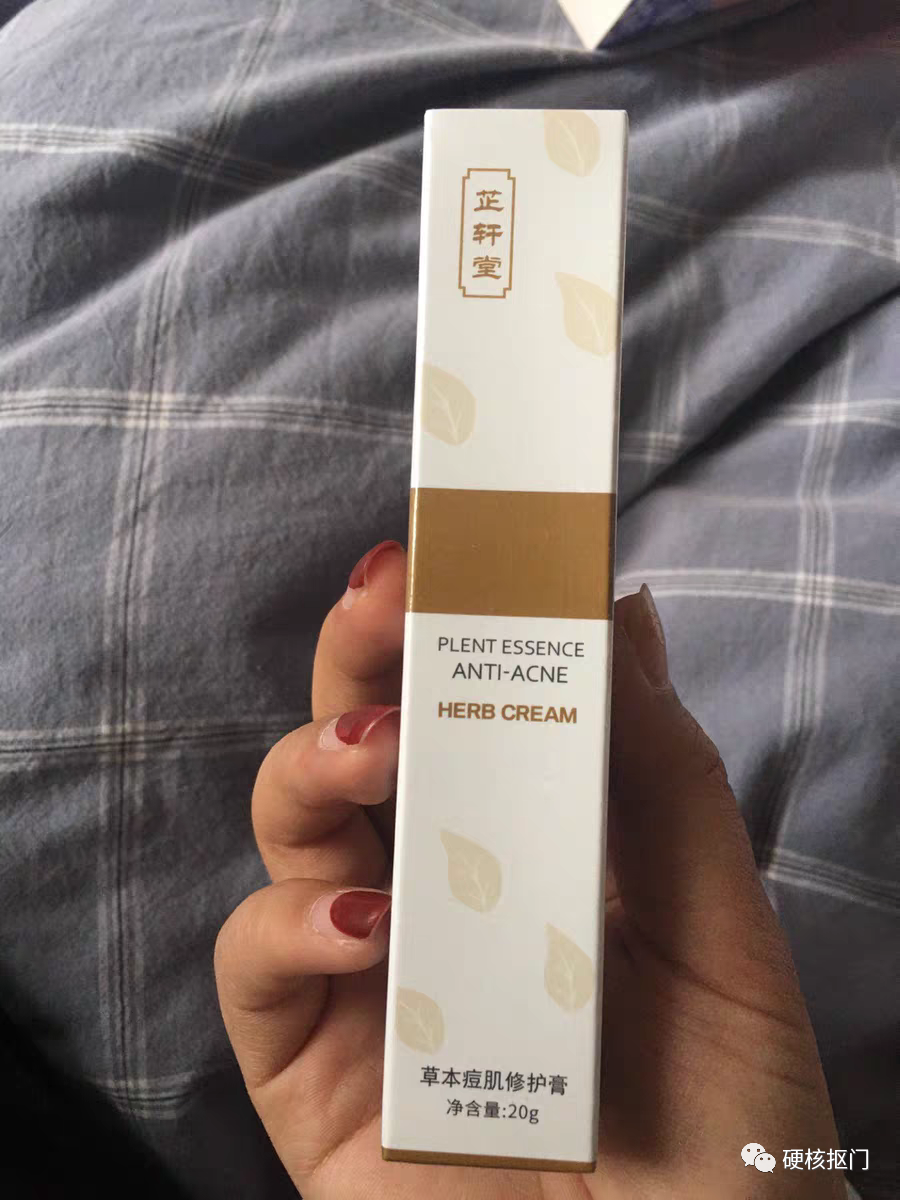 芷轩堂
PLENT ESSENCE
ANTI-ACNE
HERB CREAM
草本痘肌修护膏
净含量:20g
硬核抠门